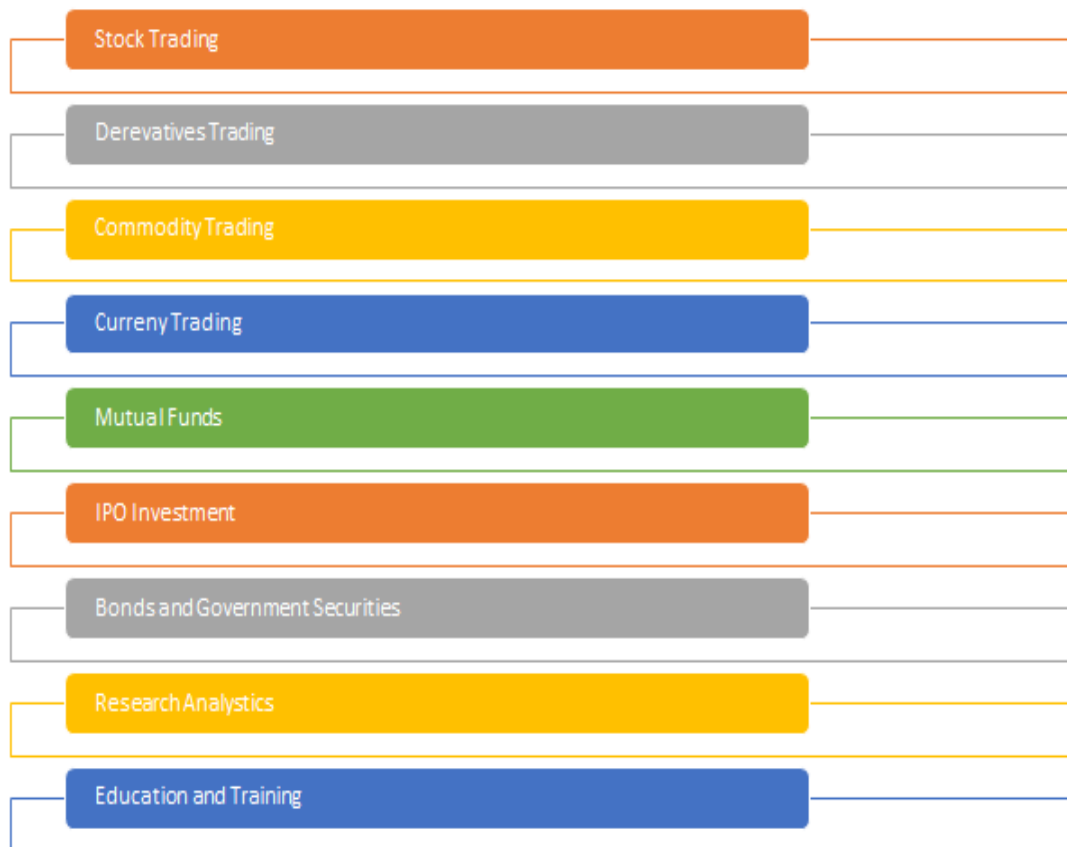 Stock Trading
Derevatives Trading
Commodity Trading
Curreny Trading
Mutual Funds
IPO Investment
Bonds and Government Securities
Research Analystics
Education and Training